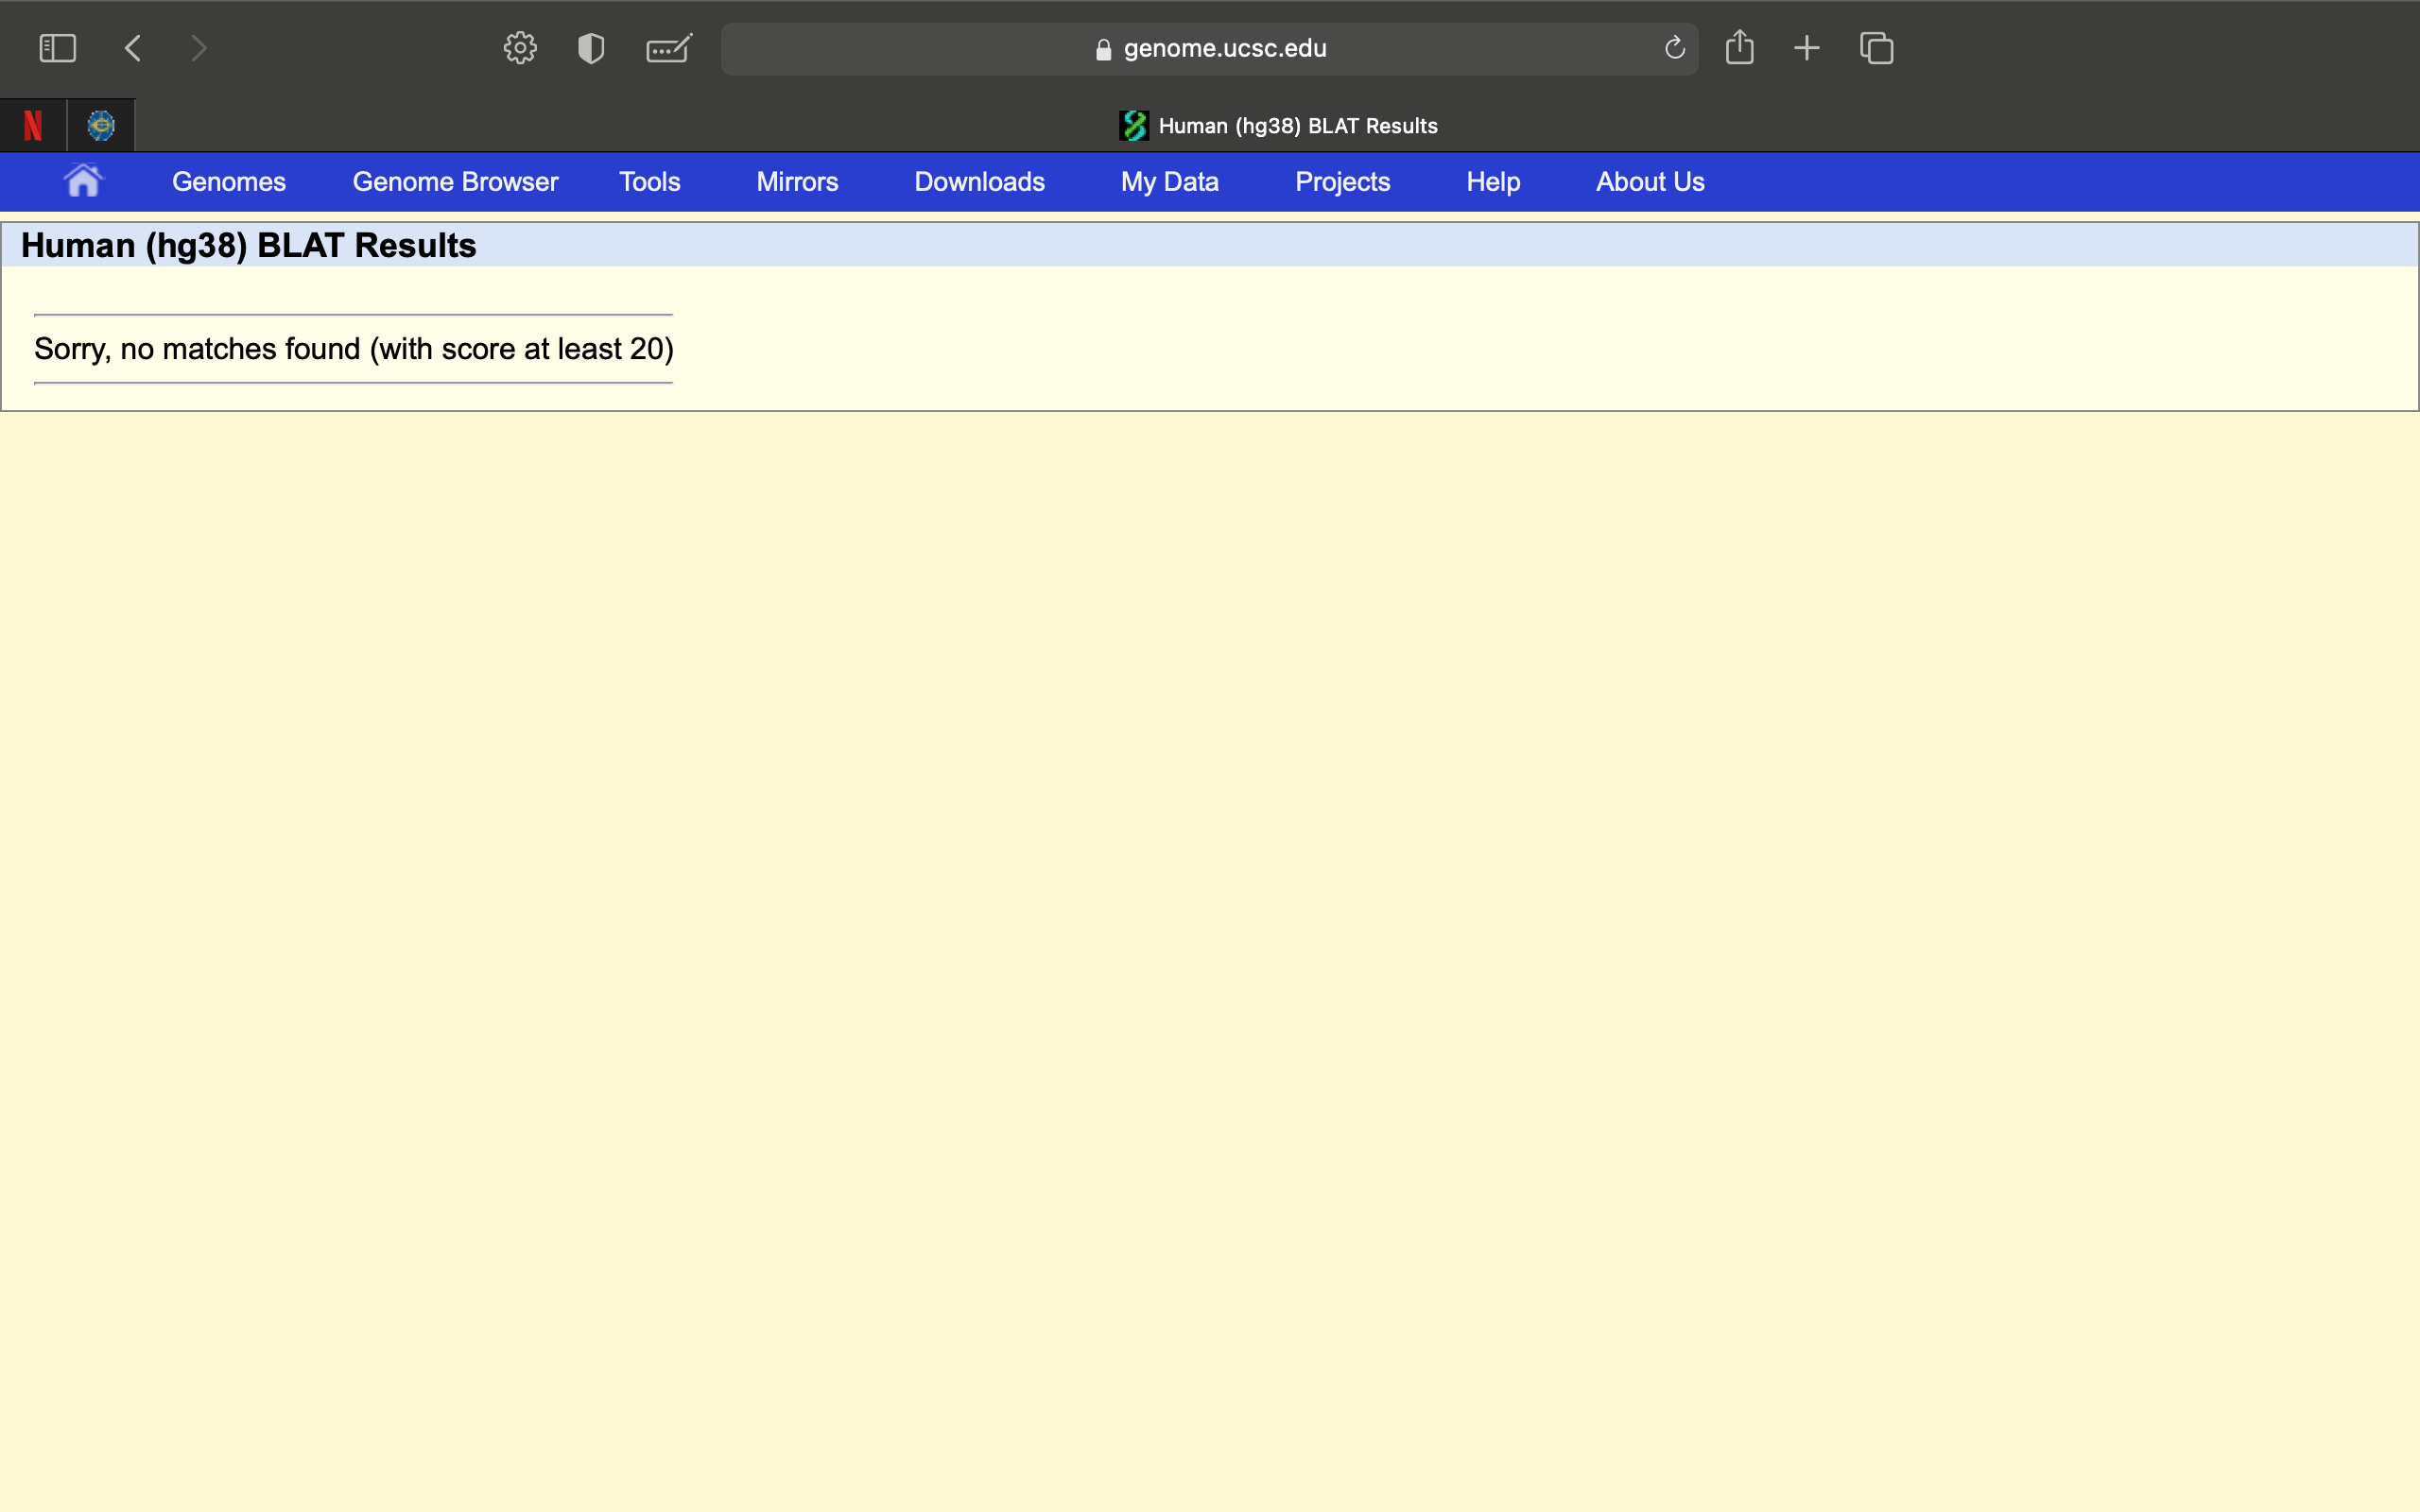 genome.ucsc.edu
N
Human (hg38) BLAT Results
Genomes Genome Browser Tools Mirrors Downloads My Data Projects Help About Us
Human (hg38) BLAT Results
Sorry, no matches found (with score at least 20)